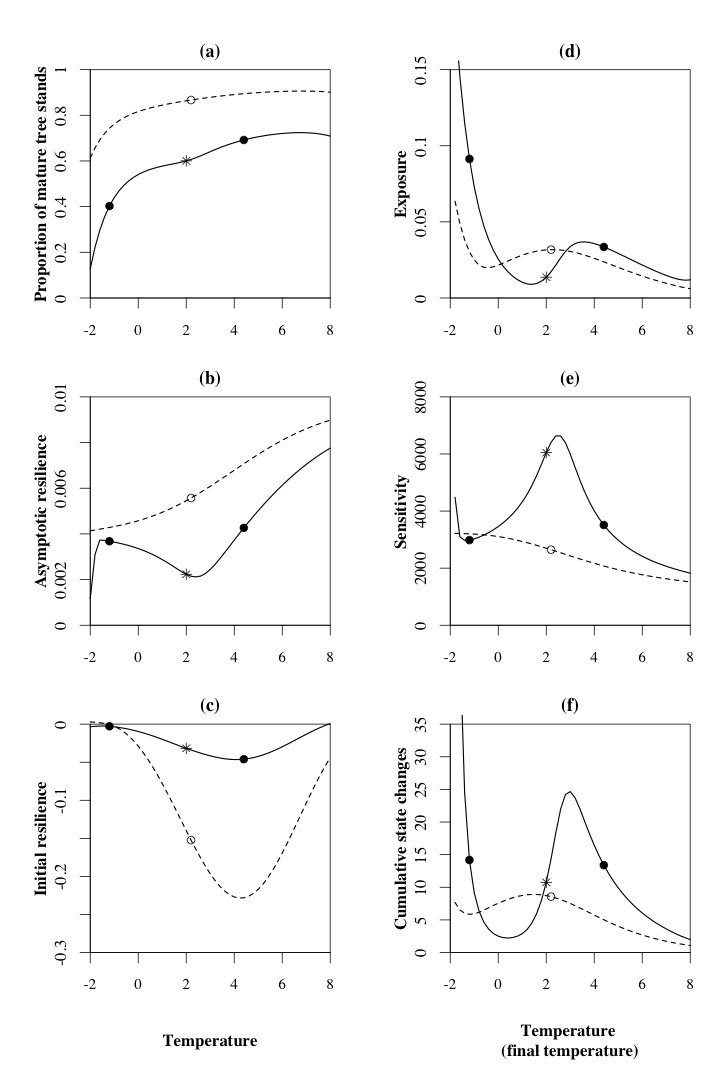 (a)
Proportion of mature tree stands
0 0.2 0.4 0.6 0.8 1
-2 0 2 4 6 8
(d)
Exposure
0 0.05 0.1 0.15
-2 0 2 4 6 8
(b)
Asymptotic resilience
0 0.002 0.006 0.01
-2 0 2 4 6 8
(e)
Sensitivity
0 2000 4000 6000 8000
-2 0 2 4 6 8
(c)
Initial resilience
-0.3 -0.2 -0.1 0
-2 0 2 4 6 8
(f)
Cumulative state changes
0 5 10 15 20 25 30 35
-2 0 2 4 6 8
Temperature
Temperature
(final temperature)